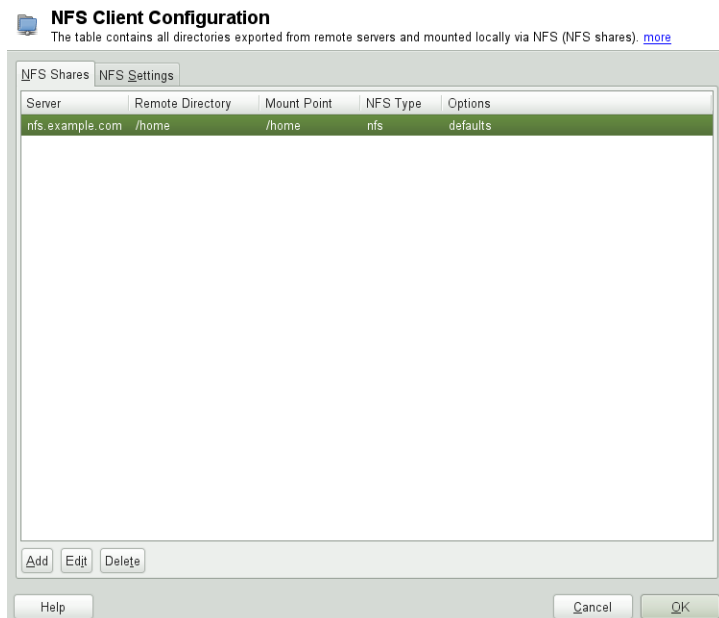 NFS Client Configuration
The table contains all directories exported from remote servers and mounted locally via NFS (NFS shares). more
NFS Shares NFS Settings
Server Remote Directory Mount Point NFS Type Options
nfs.example.com /home /home nfs defaults
Add Edit Delete
Help Cancel OK